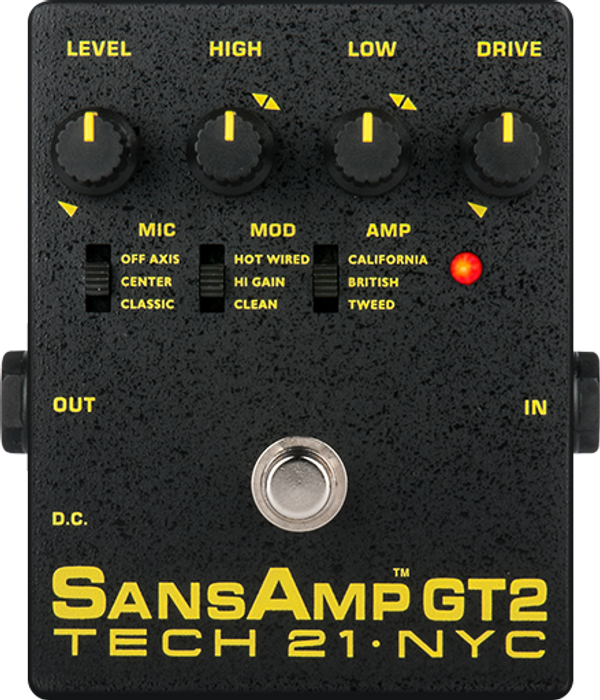 LEVEL HIGH LOW DRIVE
MIC MOD AMP
OFF AXIS HOT WIRED CALIFORNIA
CENTER HI GAIN BRITISH
CLASSIC CLEAN TWEED
OUT IN
D.C.
SANSAMP™ GT2
TECH 21·NYC